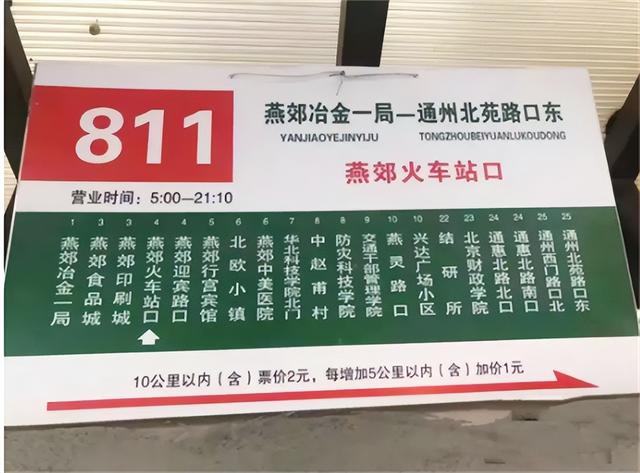 811
燕郊冶金一局—通州北苑路口东
YANJIAOYEJINYIJU TONGZHOUBEIYUANLUKOUDONG
燕郊火车站口
营业时间：5:00—21:10
1 3 3 4 4 5 6 6 7 8 8 9 10 10 22 23 24 24 25 25
燕郊冶金一局
燕郊食品城
燕郊印刷城
燕郊火车站口
燕郊迎宾路口
燕郊行宫宾馆
北欧小镇
燕郊中美医院
华北科技学院北门
中赵甫村
防灾科技学院
交通干部管理学院
燕灵路口
兴达广场小区
结研所
北京财政学院
通惠北路北口
通惠北路南口
通州西门路口北
通州北苑路口东
10公里以内（含）票价2元，每增加5公里以内（含）加价1元